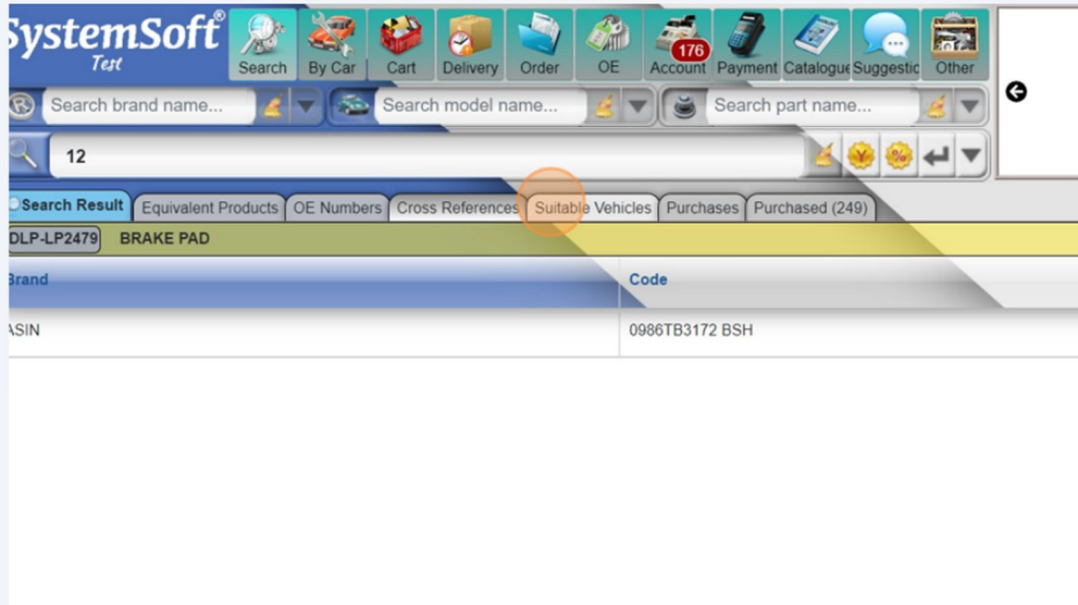 SystemSoft®
Test
Search By Car Cart Delivery Order OE Account 176 Payment Catalogue Suggestic Other
Search brand name... Search model name... Search part name...
12
Search Result Equivalent Products OE Numbers Cross References Suitable Vehicles Purchases Purchased (249)
DLP-LP2479 BRAKE PAD
Brand Code
ASIN 0986TB3172 BSH